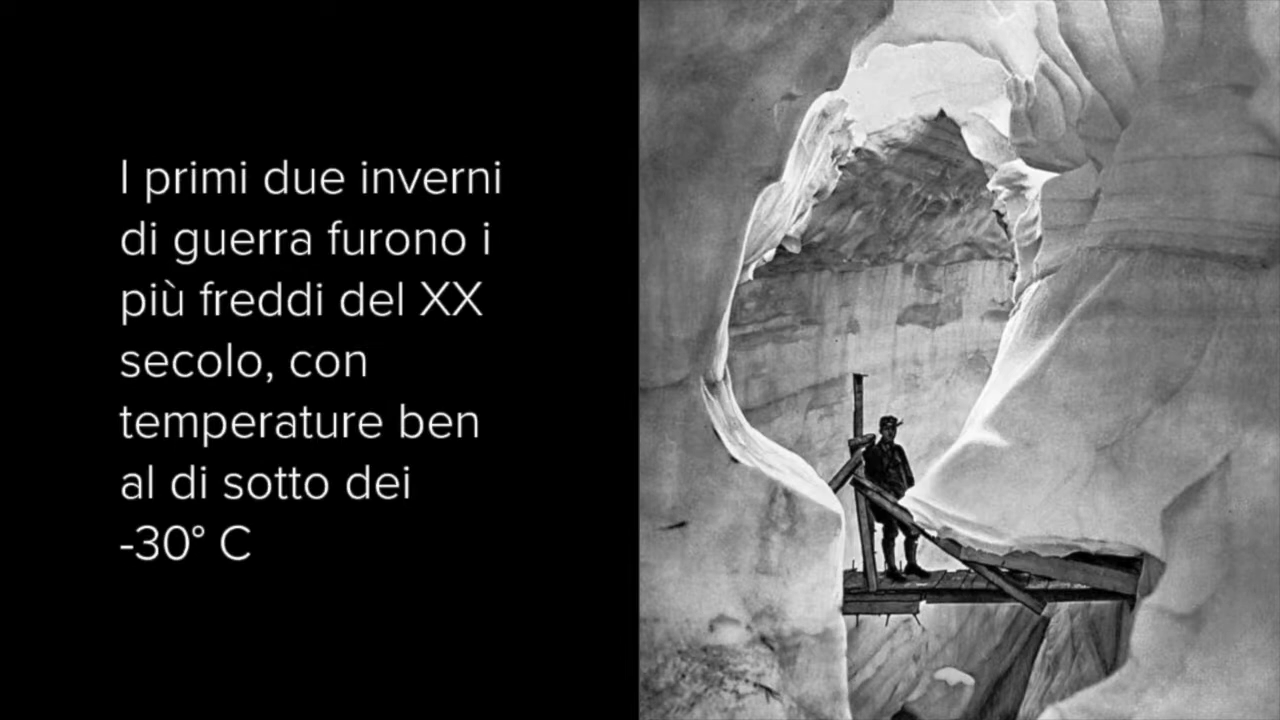 I primi due inverni
di guerra furono i
più freddi del XX
secolo, con
temperature ben
al di sotto dei
-30° C